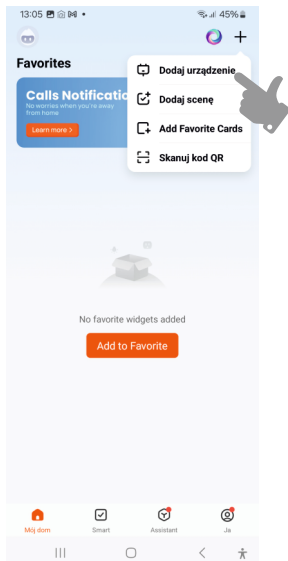 13:05
45%
Favorites
Dodaj urządzenie
Calls Notificatio
No worries when you're away
from home
Learn more >
Dodaj scenę
Add Favorite Cards
Skanuj kod QR
No favorite widgets added
Add to Favorite
Mój dom
Smart
Assistant
Ja